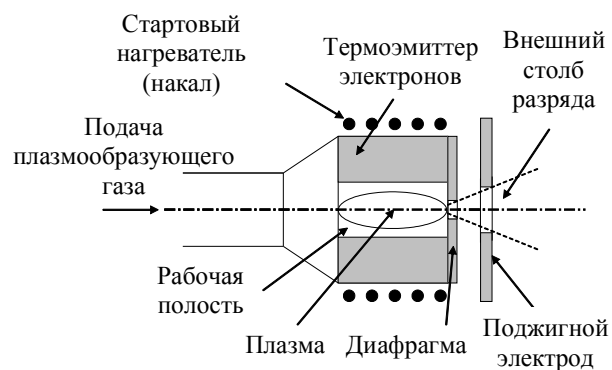 Стартовый
нагреватель
(накал)
Термоэмиттер
электронов
Внешний
столб
разряда
Подача
плазмообразующего
газа
Рабочая
полость
Плазма
Диафрагма
Поджигной
электрод